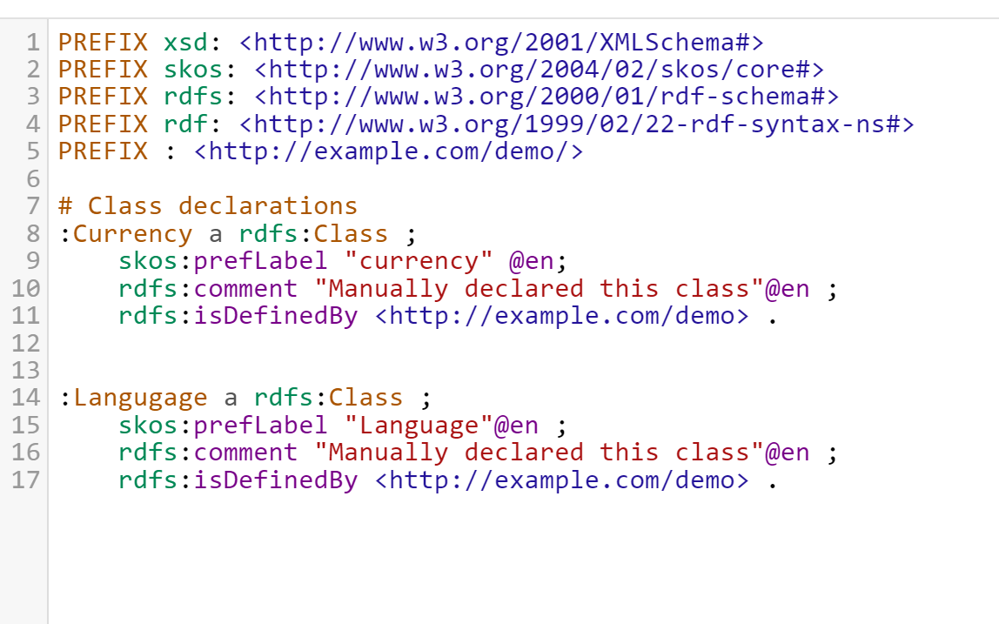 1 PREFIX xsd: <http://www.w3.org/2001/XMLSchema#>
2 PREFIX skos: <http://www.w3.org/2004/02/skos/core#>
3 PREFIX rdfs: <http://www.w3.org/2000/01/rdf-schema#>
4 PREFIX rdf: <http://www.w3.org/1999/02/22-rdf-syntax-ns#>
5 PREFIX : <http://example.com/demo/>
6
7 # Class declarations
8 :Currency a rdfs:Class ;
9     skos:prefLabel "currency" @en;
10     rdfs:comment "Manually declared this class"@en ;
11     rdfs:isDefinedBy <http://example.com/demo> .
12
13
14 :Langugage a rdfs:Class ;
15     skos:prefLabel "Language"@en ;
16     rdfs:comment "Manually declared this class"@en ;
17     rdfs:isDefinedBy <http://example.com/demo> .